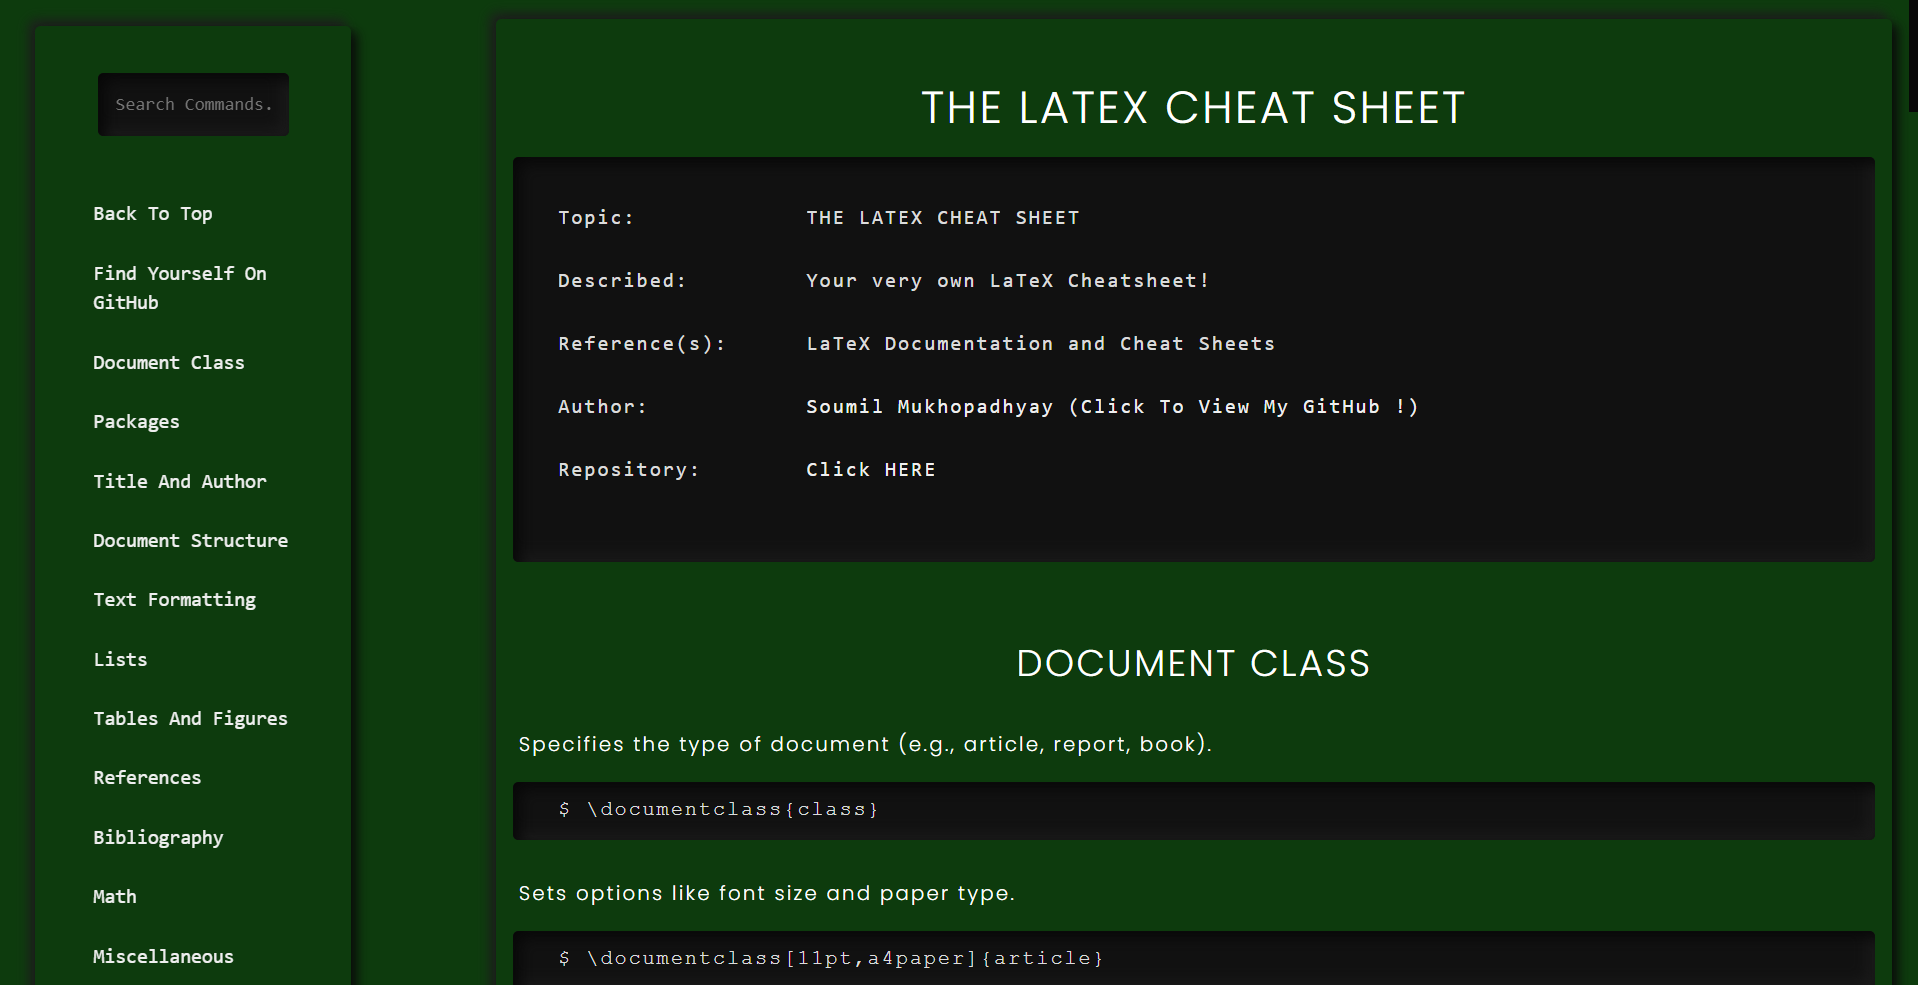 Search Commands.
Back To Top
Find Yourself On
GitHub
Document Class
Packages
Title And Author
Document Structure
Text Formatting
Lists
Tables And Figures
References
Bibliography
Math
Miscellaneous
THE LATEX CHEAT SHEET
Topic: THE LATEX CHEAT SHEET
Described: Your very own LaTeX Cheatsheet!
Reference(s): LaTeX Documentation and Cheat Sheets
Author: Soumil Mukhopadhyay (Click To View My GitHub !)
Repository: Click HERE
DOCUMENT CLASS
Specifies the type of document (e.g., article, report, book).
$ \documentclass{class}
Sets options like font size and paper type.
$ \documentclass[11pt,a4paper]{article}